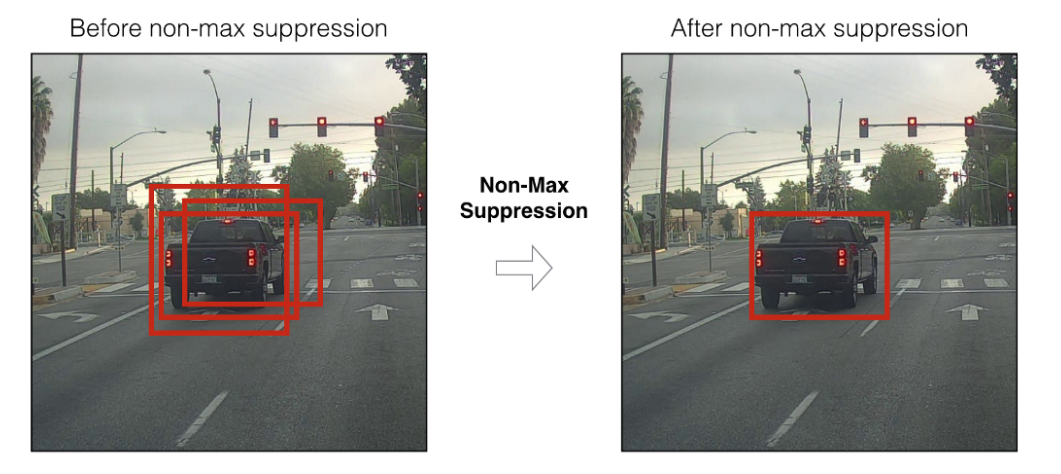 Before non-max suppression
After non-max suppression
Non-Max
Suppression